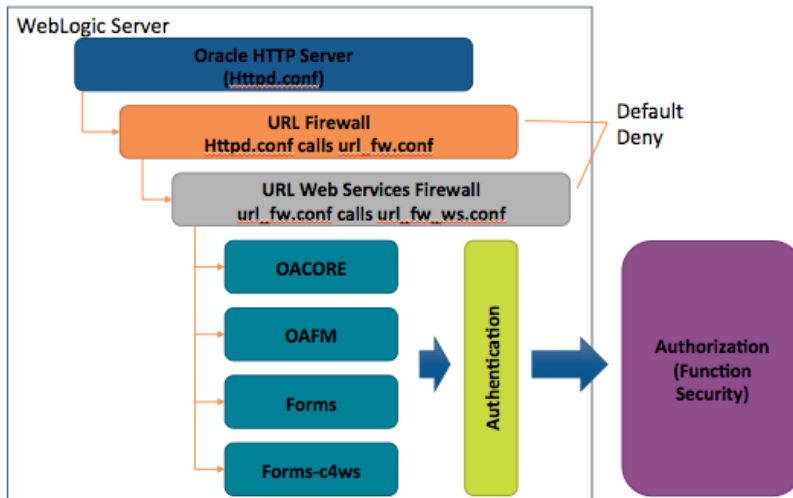 WebLogic Server
Oracle HTTP Server
(Httpd.conf)
URL Firewall
Httpd.conf calls url_fw.conf
Default
Deny
URL Web Services Firewall
url_fw.conf calls url_fw_ws.conf
OACORE
OAFM
Forms
Forms-c4ws
Authentication
Authorization
(Function
Security)